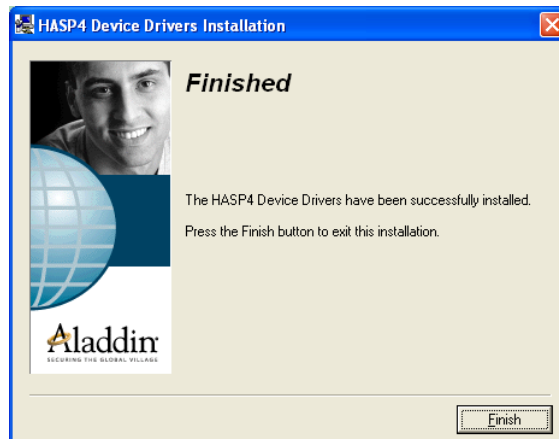 HASP4 Device Drivers Installation
Finished
The HASP4 Device Drivers have been successfully installed.
Press the Finish button to exit this installation.
Aladdin
SECURING THE GLOBAL VILLAGE
Finish